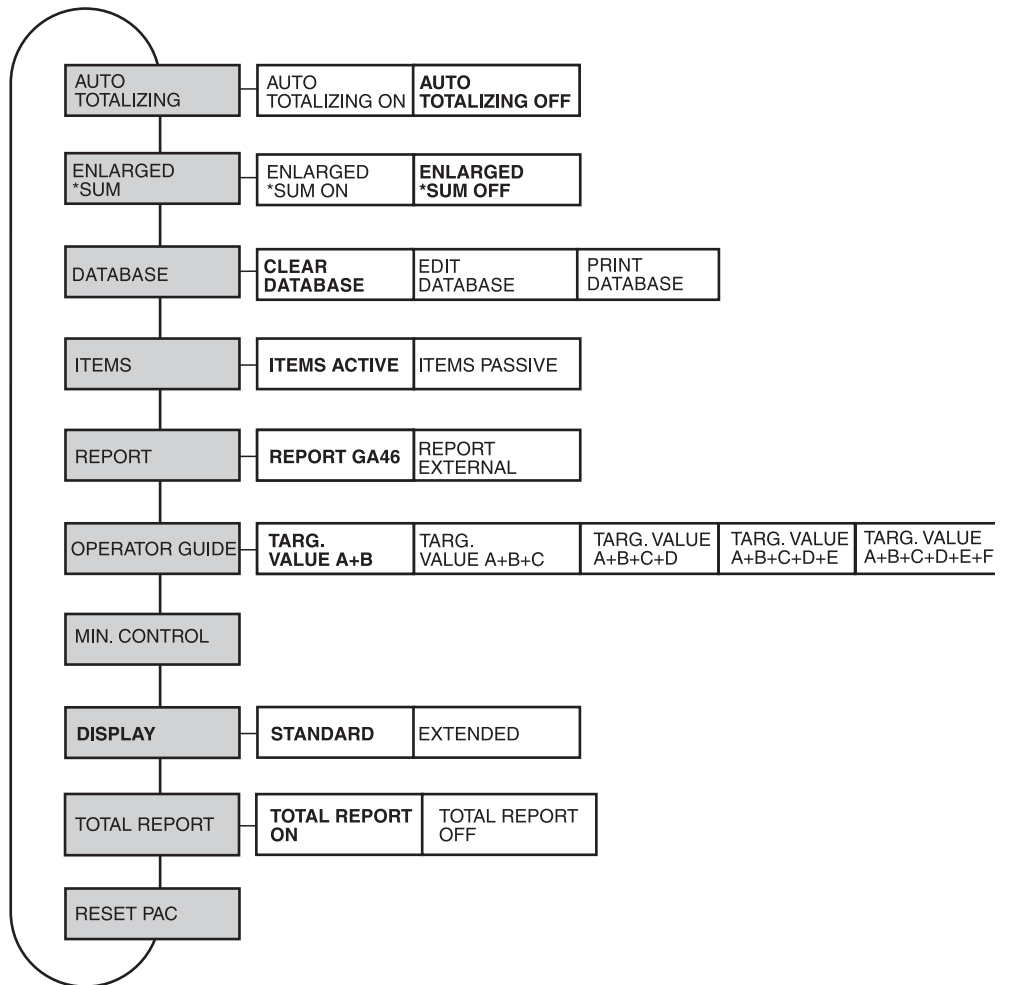 AUTO
TOTALIZING
AUTO
TOTALIZING ON
AUTO
TOTALIZING OFF
ENLARGED
*SUM
ENLARGED
*SUM ON
ENLARGED
*SUM OFF
DATABASE
CLEAR
DATABASE
EDIT
DATABASE
PRINT
DATABASE
ITEMS
ITEMS ACTIVE
ITEMS PASSIVE
REPORT
REPORT GA46
REPORT
EXTERNAL
OPERATOR GUIDE
TARG.
VALUE A+B
TARG.
VALUE A+B+C
TARG. VALUE
A+B+C+D
TARG. VALUE
A+B+C+D+E
TARG. VALUE
A+B+C+D+E+F
MIN. CONTROL
DISPLAY
STANDARD
EXTENDED
TOTAL REPORT
TOTAL REPORT
ON
TOTAL REPORT
OFF
RESET PAC